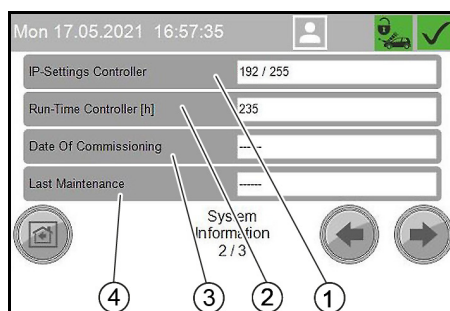 Mon 17.05.2021 16:57:35
IP-Settings Controller 192 / 255
Run-Time Controller [h] 235
Date Of Commissioning -----
Last Maintenance ------
System
Information
2 / 3
4 3 2 1